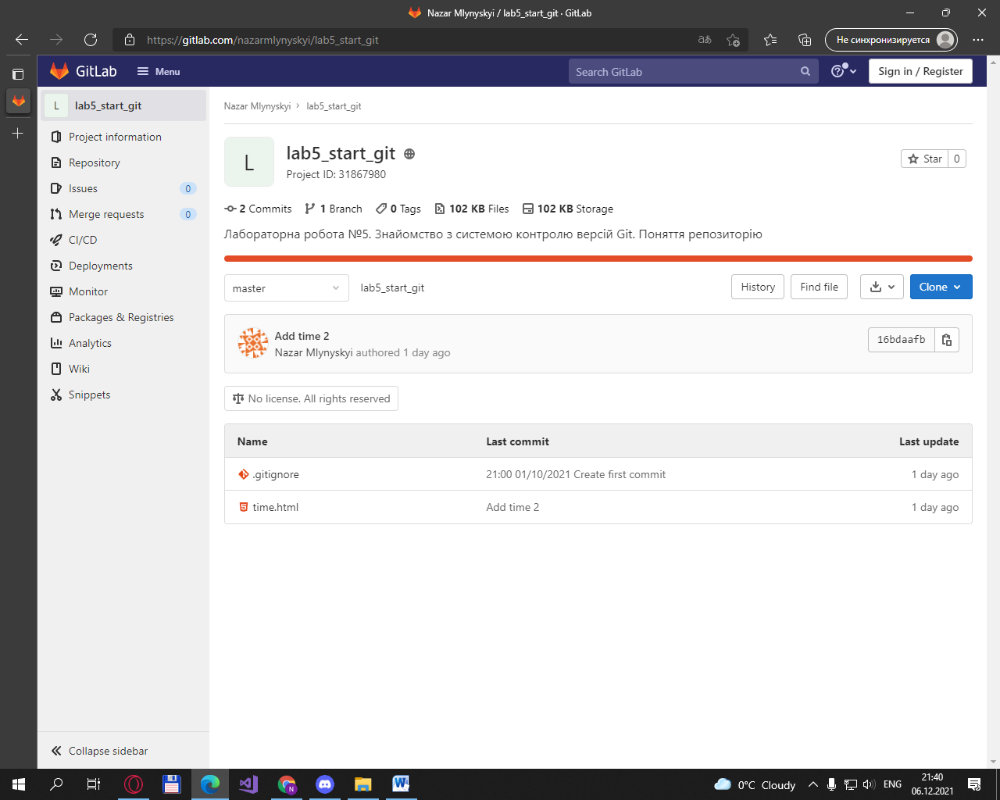 Nazar Mlynyskyi / lab5_start_git · GitLab
https://gitlab.com/nazarmlynyskyi/lab5_start_git
Не синхронизируется
GitLab
Menu
Search GitLab
Sign in / Register
L
lab5_start_git
Project information
Repository
Issues 0
Merge requests 0
CI/CD
Deployments
Monitor
Packages & Registries
Analytics
Wiki
Snippets
Collapse sidebar
Nazar Mlynyskyi > lab5_start_git
L
lab5_start_git
Project ID: 31867980
Star 0
2 Commits 1 Branch 0 Tags 102 KB Files 102 KB Storage
Лабораторна робота №5. Знайомство з системою контролю версій Git. Поняття репозиторію
master
lab5_start_git
History
Find file
Clone
Add time 2
Nazar Mlynyskyi authored 1 day ago
16bdaafb
No license. All rights reserved
Name Last commit Last update
.gitignore 21:00 01/10/2021 Create first commit 1 day ago
time.html Add time 2 1 day ago
N
0°C Cloudy
ENG
21:40
06.12.2021